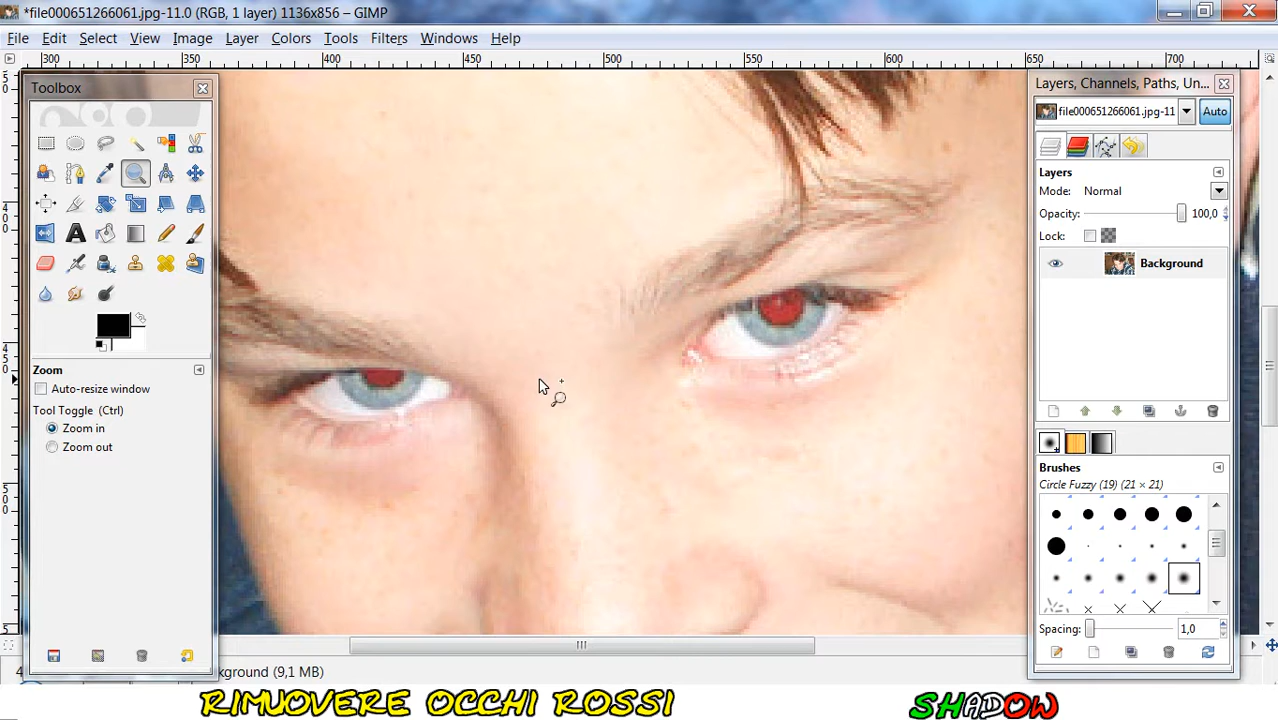 *file000651266061.jpg-11.0 (RGB, 1 layer) 1136x856 – GIMP
File Edit Select View Image Layer Colors Tools Filters Windows Help
300 400 450 500 550 600 650 700
Toolbox
Layers, Channels, Paths, Un...
file000651266061.jpg-11
Auto
Layers
Mode: Normal
Opacity: 100,0
Lock:
Background
Zoom
Auto-resize window
Tool Toggle (Ctrl)
Zoom in
Zoom out
Brushes
Circle Fuzzy (19) (21 × 21)
Spacing: 1,0
4
kground (9,1 MB)
RIMUOVERE OCCHI ROSSI
SHADOW